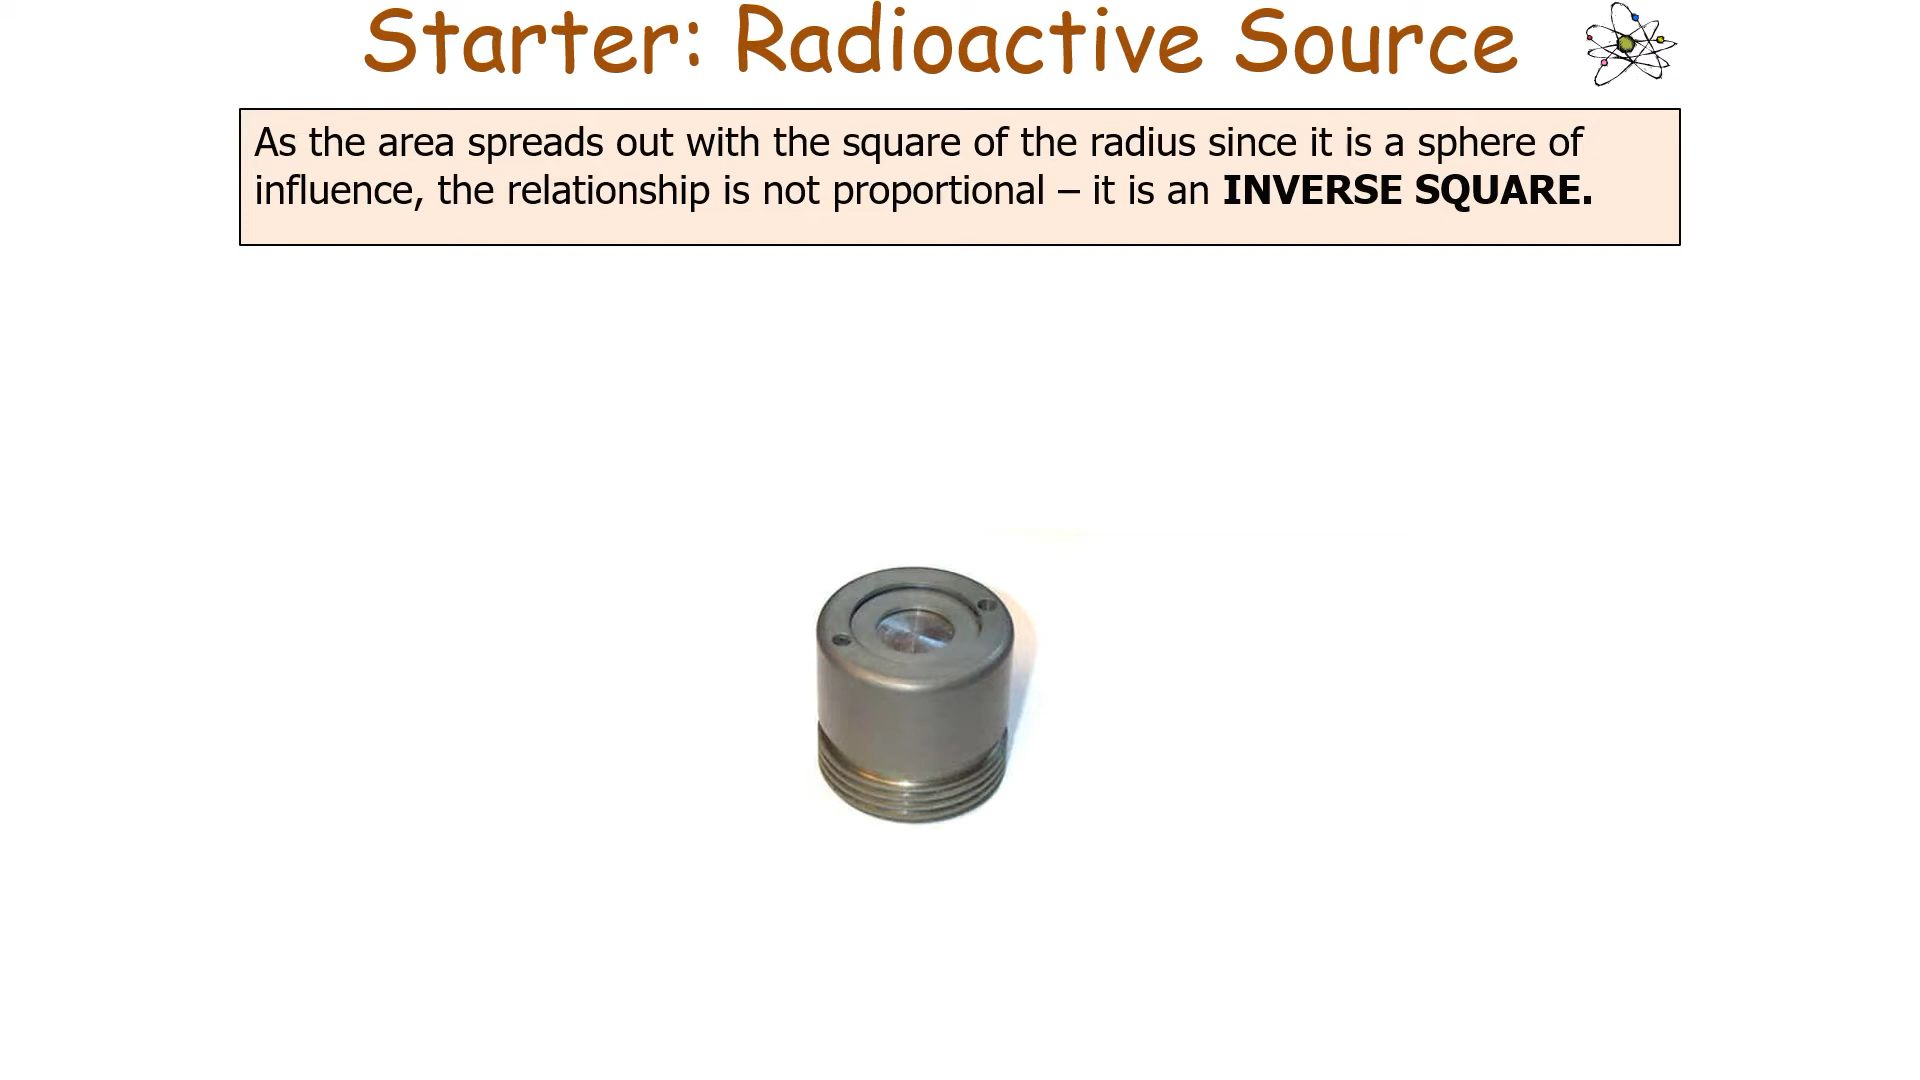 Starter: Radioactive Source
As the area spreads out with the square of the radius since it is a sphere of
influence, the relationship is not proportional – it is an INVERSE SQUARE.